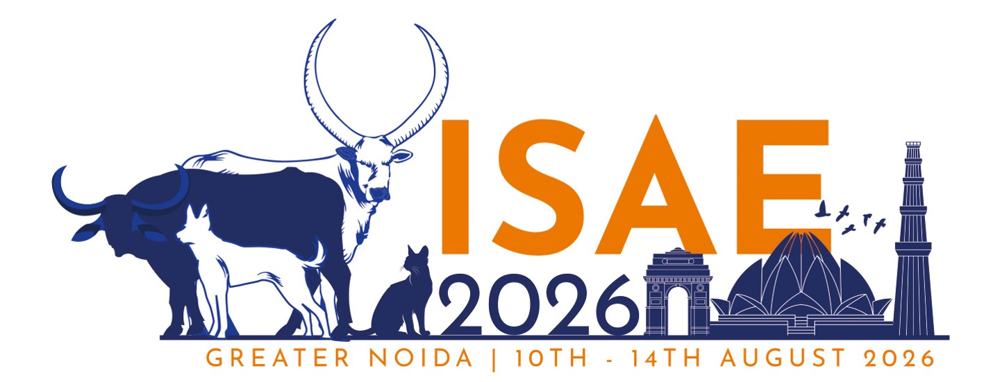 ISAE
2026
GREATER NOIDA | 10TH - 14TH AUGUST 2026